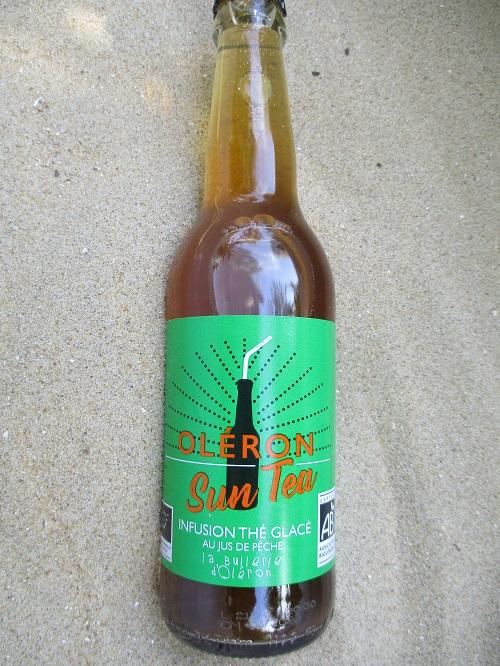 OLÉRON
Sun Tea
INFUSION THÉ GLACÉ
AU JUS DE PÊCHE
la Bullerie
d'Oléron
AB